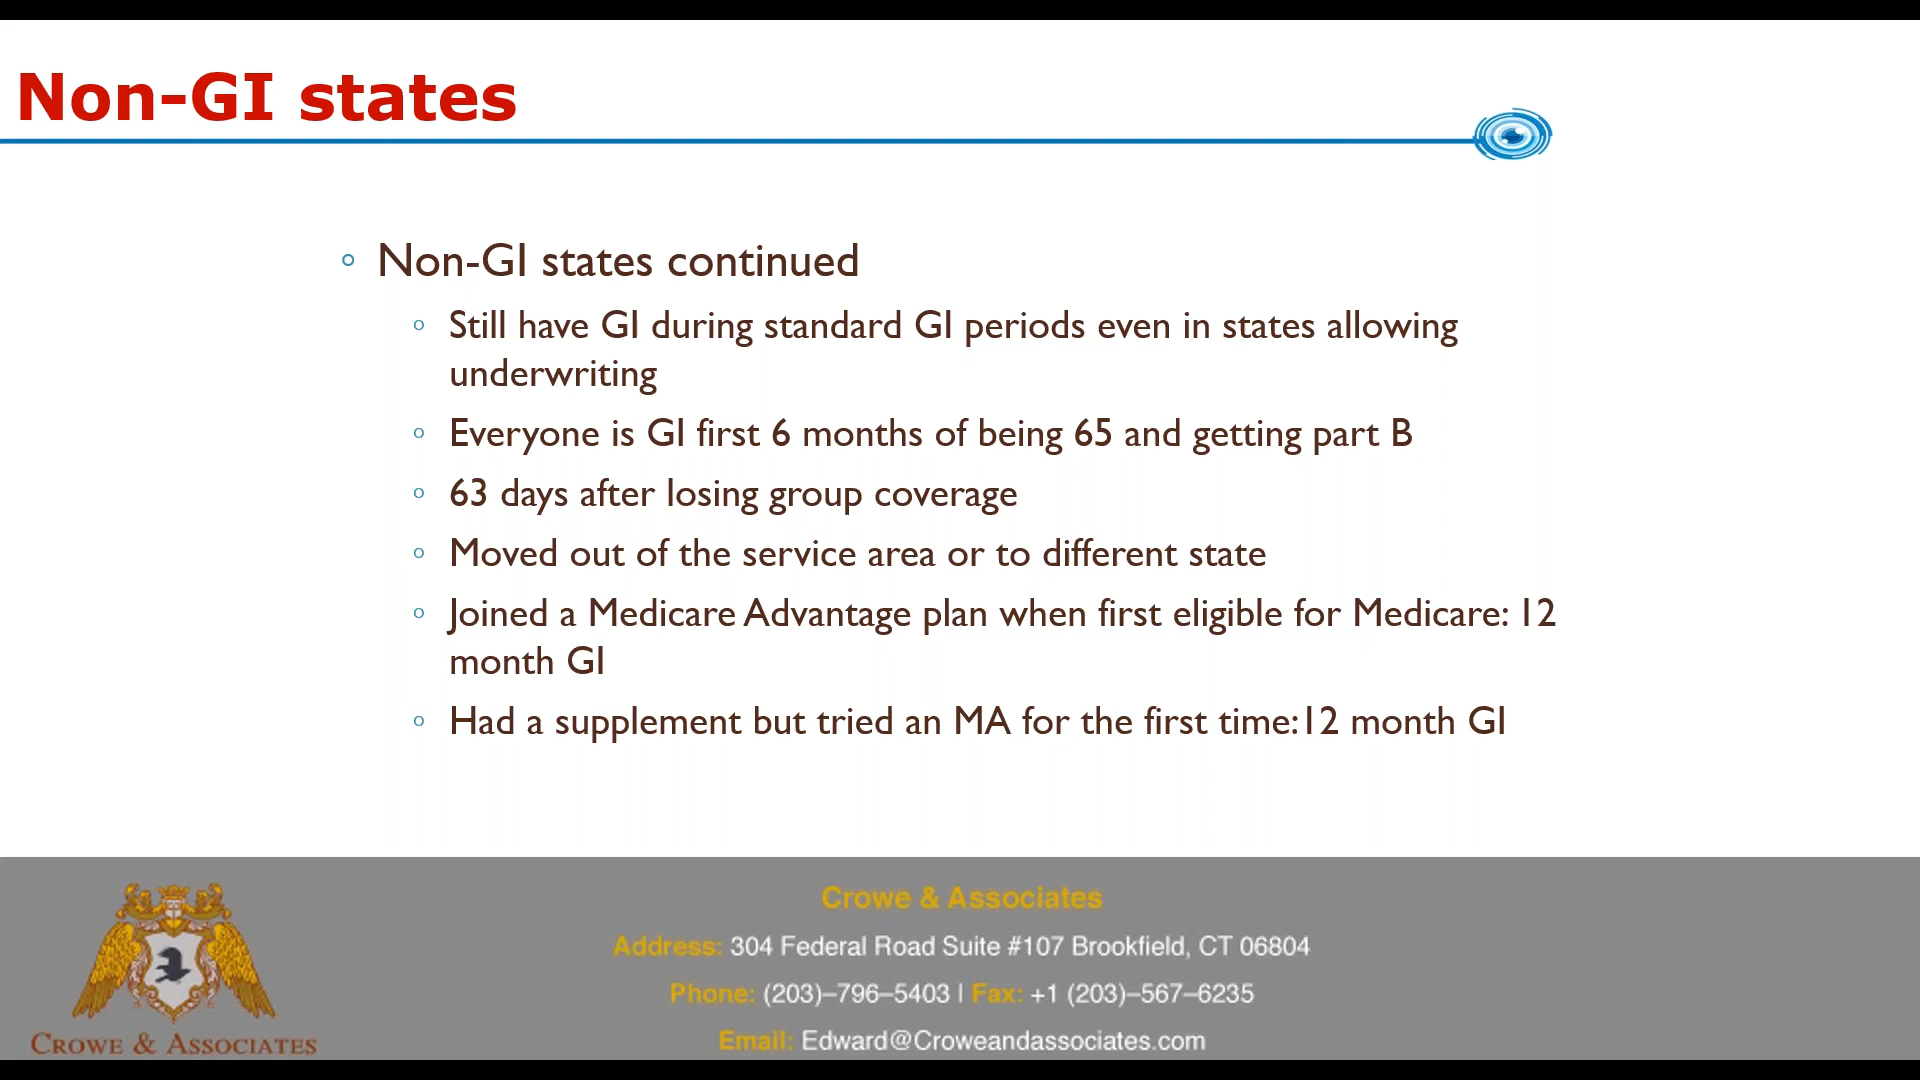 Non-GI states
Non-GI states continued
Still have GI during standard GI periods even in states allowing
underwriting
Everyone is GI first 6 months of being 65 and getting part B
63 days after losing group coverage
Moved out of the service area or to different state
Joined a Medicare Advantage plan when first eligible for Medicare: 12
month GI
Had a supplement but tried an MA for the first time:12 month GI
Crowe & Associates
Address: 304 Federal Road Suite #107 Brookfield, CT 06804
Phone: (203)–796–5403 | Fax: +1 (203)–567–6235
Email: Edward@Croweandassociates.com
CROWE & ASSOCIATES